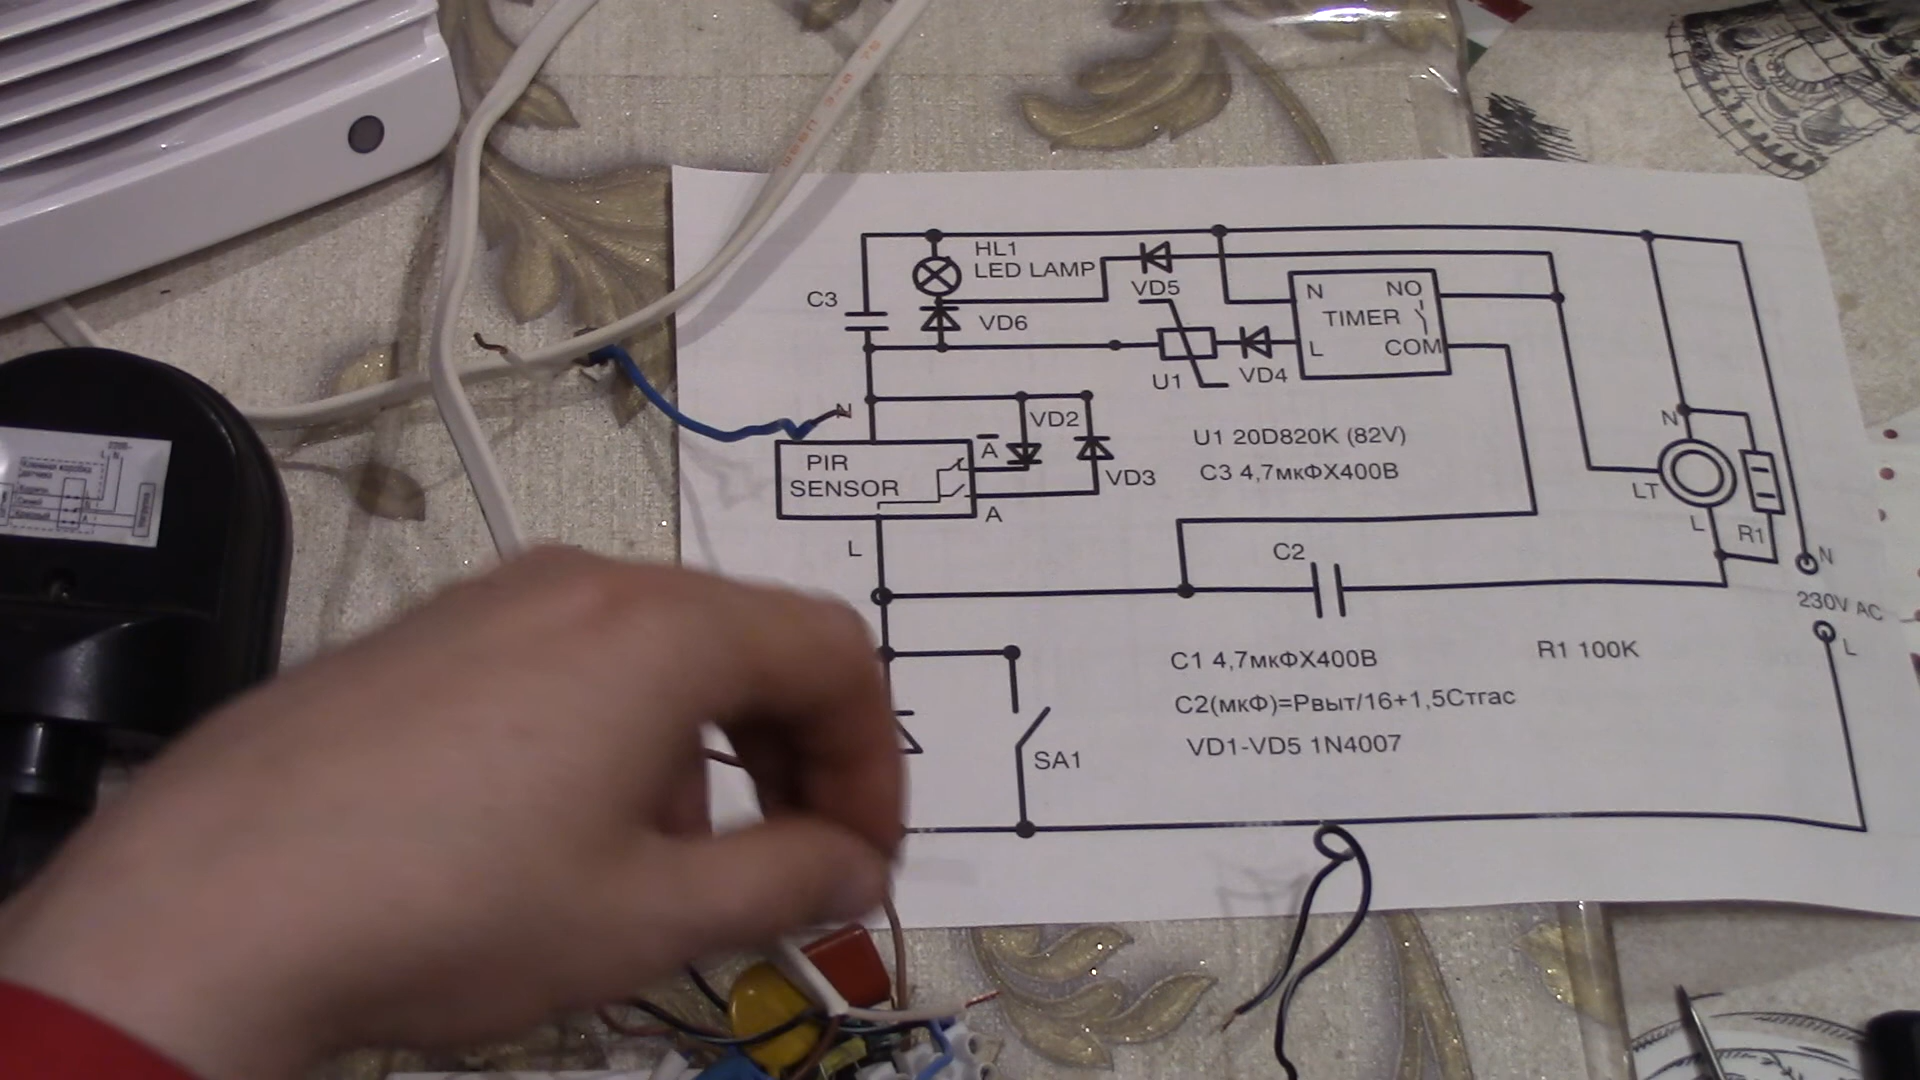 HL1
LED LAMP
C3
VD6
VD5
N
NO
TIMER
L
COM
U1
VD4
N
VD2
A
PIR
SENSOR
VD3
A
L
U1 20D820K (82V)
C3 4,7мкФХ400В
N
LT
L
R1
C2
N
230V AC
L
C1 4,7мкФХ400В
R1 100K
C2(мкФ)=Рвыт/16+1,5Стгас
VD1-VD5 1N4007
SA1